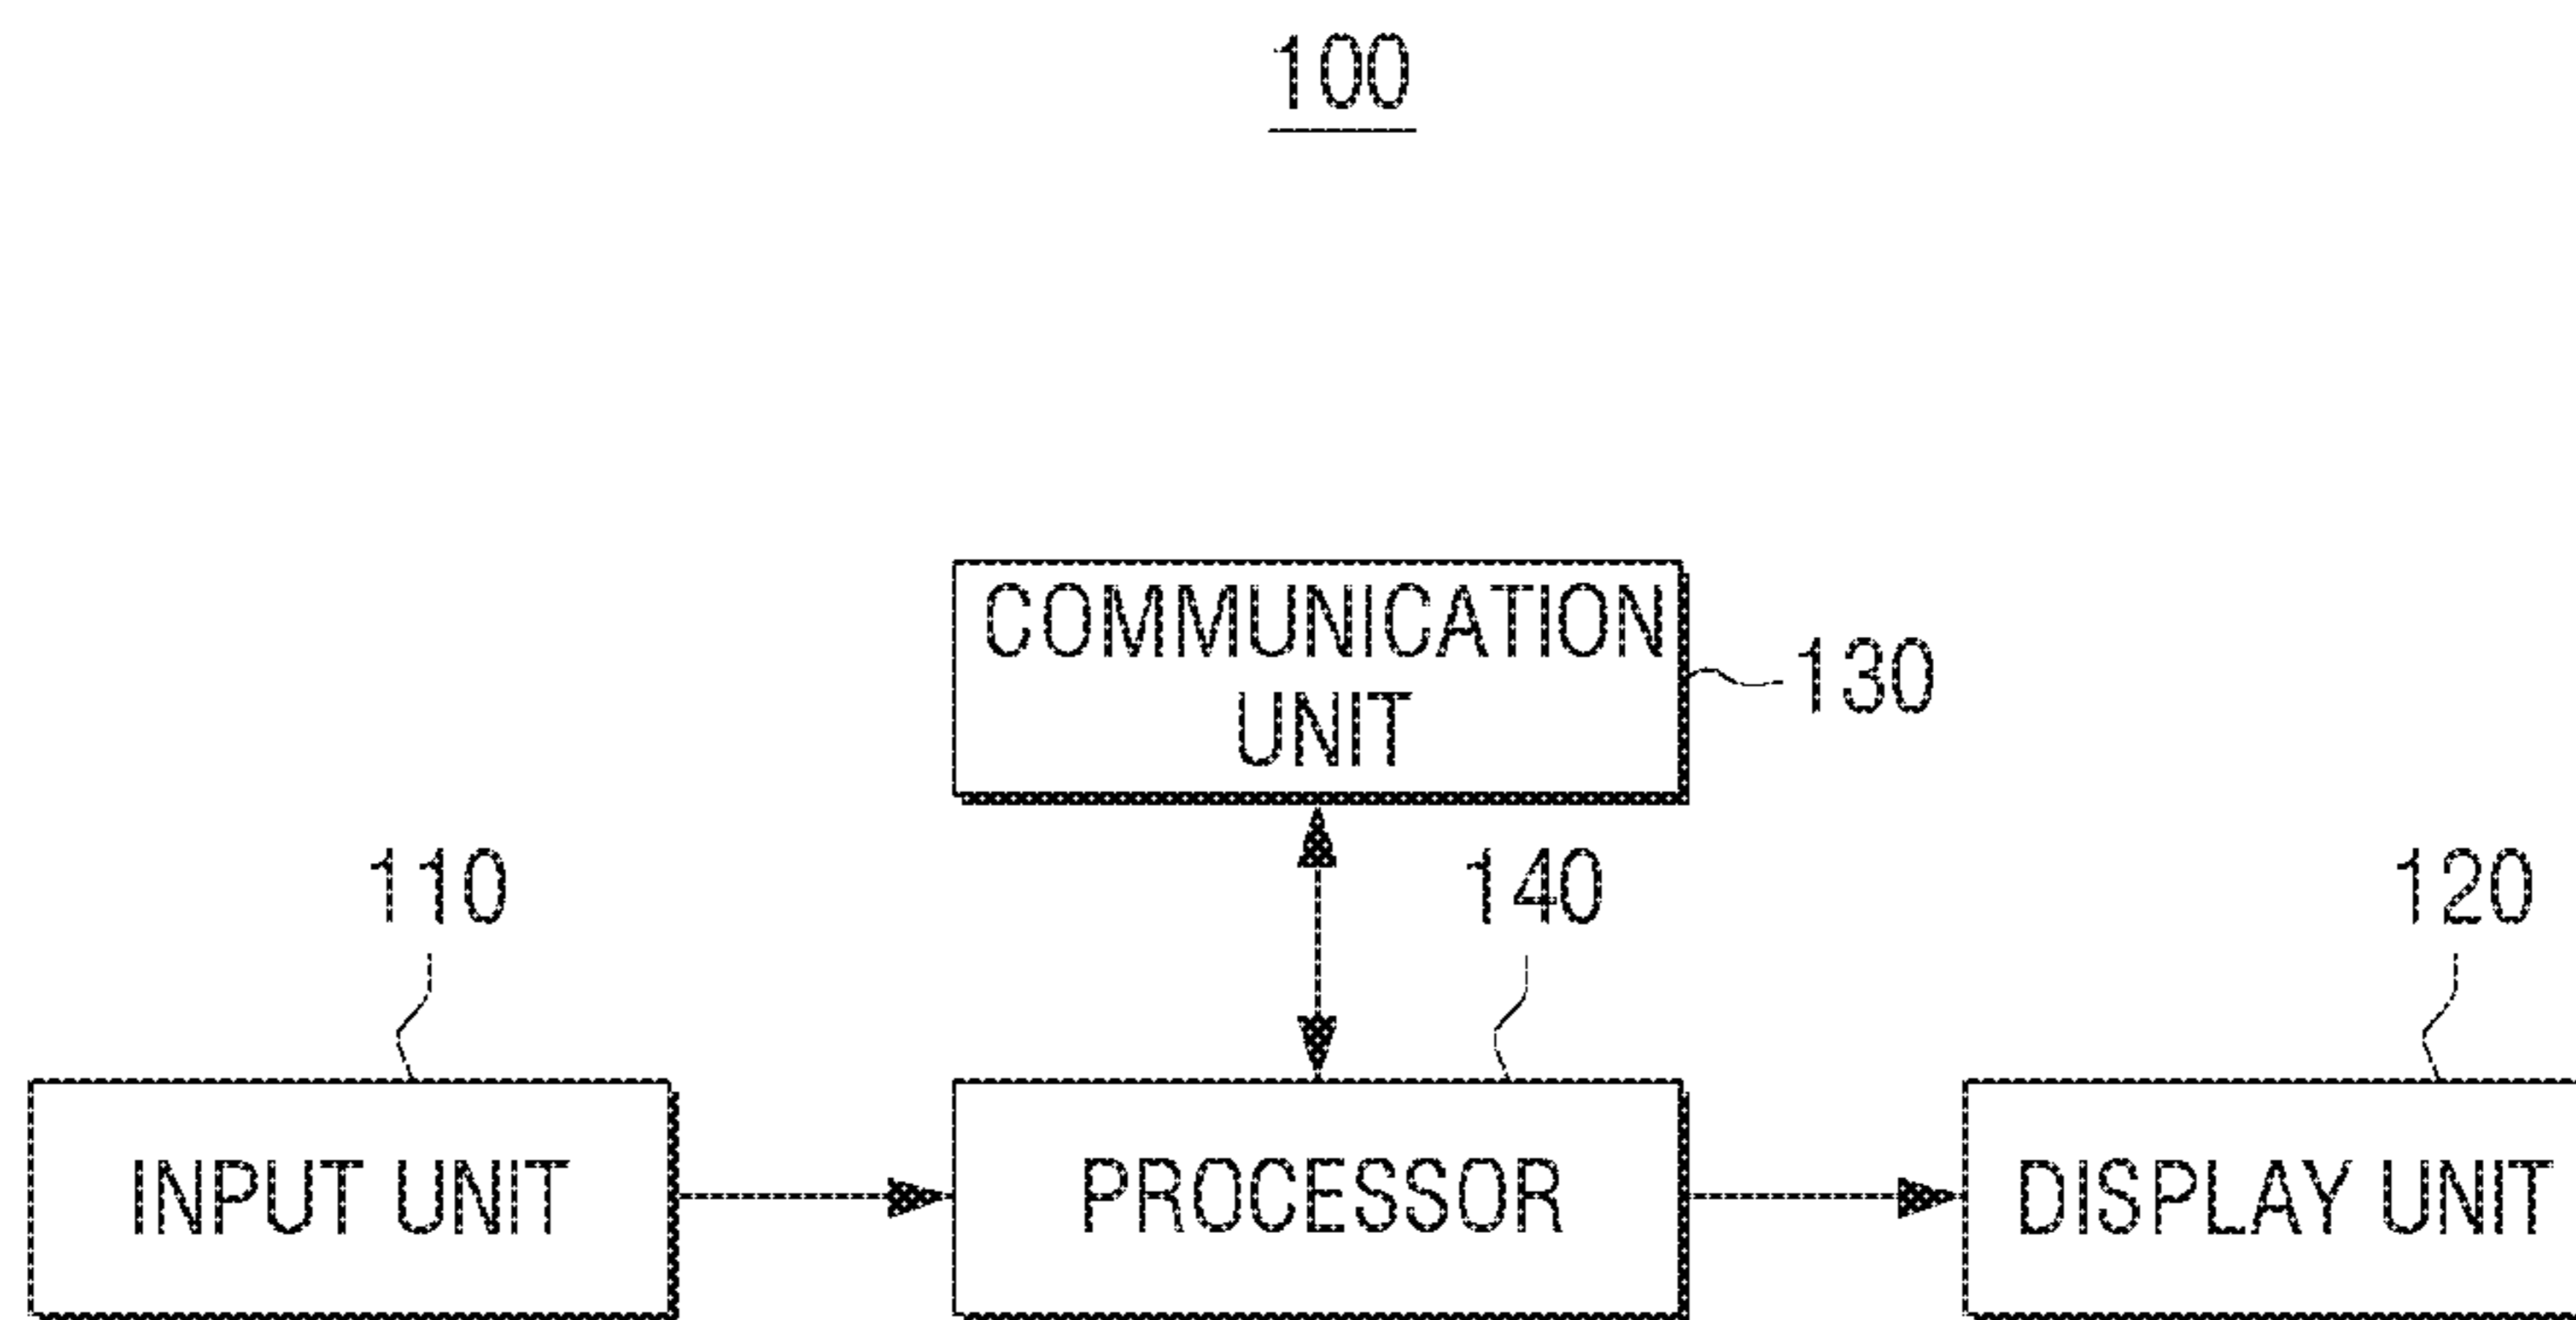 100
COMMUNICATION
UNIT
130
110
140
120
INPUT UNIT
PROCESSOR
DISPLAY UNIT